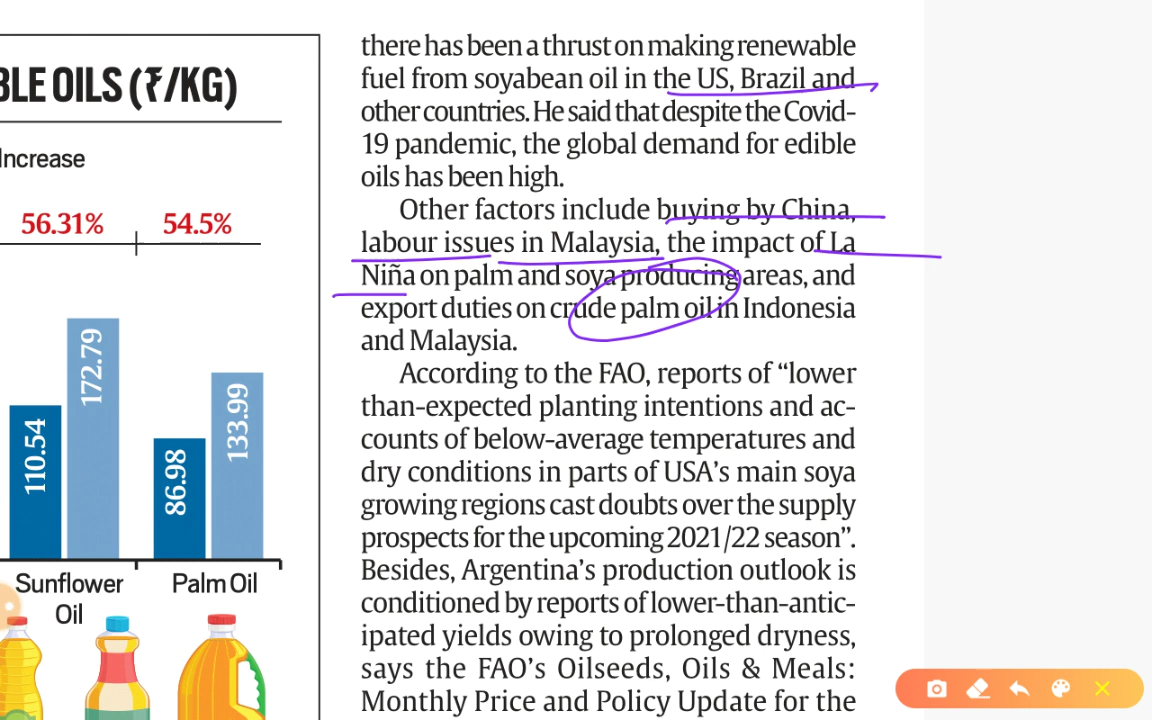 BLE OILS (₹/KG)
Increase
56.31%
54.5%
110.54
172.79
86.98
133.99
Sunflower
Oil
Palm Oil
there has been a thrust on making renewable
fuel from soyabean oil in the US, Brazil and
other countries. He said that despite the Covid-
19 pandemic, the global demand for edible
oils has been high.
Other factors include buying by China,
labour issues in Malaysia, the impact of La
Niña on palm and soya producing areas, and
export duties on crude palm oil in Indonesia
and Malaysia.
According to the FAO, reports of “lower
than-expected planting intentions and ac-
counts of below-average temperatures and
dry conditions in parts of USA’s main soya
growing regions cast doubts over the supply
prospects for the upcoming 2021/22 season”.
Besides, Argentina’s production outlook is
conditioned by reports of lower-than-antic-
ipated yields owing to prolonged dryness,
says the FAO’s Oilseeds, Oils & Meals:
Monthly Price and Policy Update for the